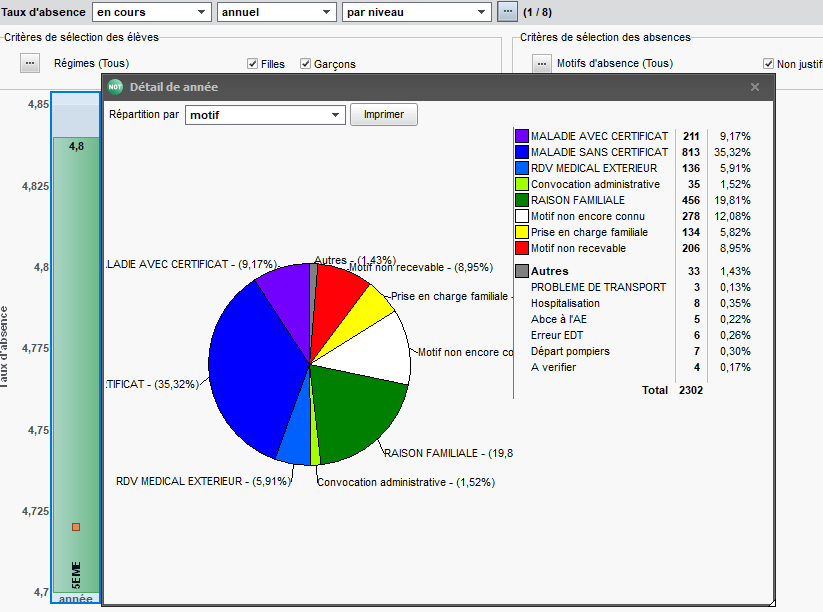 Taux d'absence en cours annuel par niveau ... (1 / 8)
Critères de sélection des élèves
Critères de sélection des absences
... Régimes (Tous) Filles Garçons
... Motifs d'absence (Tous) Non justif
NOT Détail de année
Répartition par motif Imprimer
4,85
4,825
4,8
4,775
4,75
4,725
4,7
Taux d'absence
4,8
5EME
année
LADIE AVEC CERTIFICAT - (9,17%)
Autres - (1,43%)
Motif non recevable - (8,95%)
Prise en charge familiale -
Motif non encore co
TIFICAT - (35,32%)
RAISON FAMILIALE - (19,8
RDV MEDICAL EXTERIEUR - (5,91%)
Convocation administrative - (1,52%)
MALADIE AVEC CERTIFICAT 211 9,17%
MALADIE SANS CERTIFICAT 813 35,32%
RDV MEDICAL EXTERIEUR 136 5,91%
Convocation administrative 35 1,52%
RAISON FAMILIALE 456 19,81%
Motif non encore connu 278 12,08%
Prise en charge familiale 134 5,82%
Motif non recevable 206 8,95%
Autres 33 1,43%
PROBLEME DE TRANSPORT 3 0,13%
Hospitalisation 8 0,35%
Abce à l'AE 5 0,22%
Erreur EDT 6 0,26%
Départ pompiers 7 0,30%
A verifier 4 0,17%
Total 2302